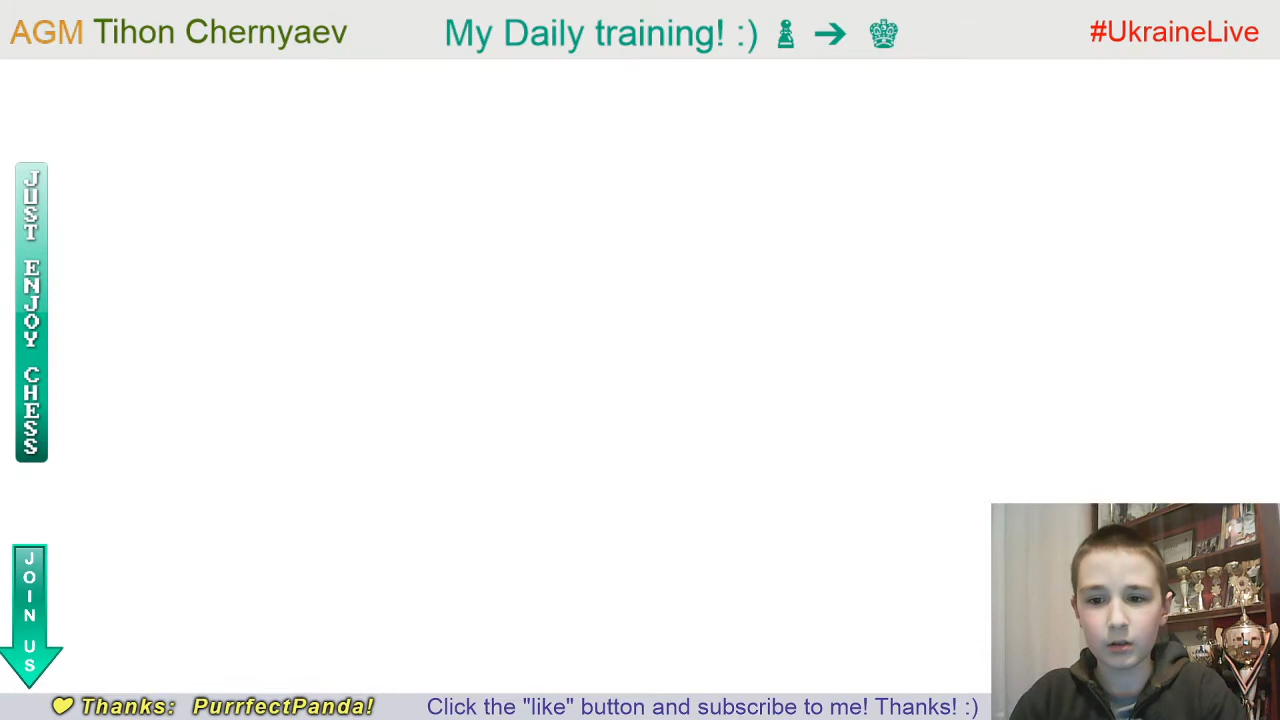 AGM Tihon Chernyaev
My Daily training! :) ♟ ➔ ♚
#UkraineLive
JUST ENJOY CHESS
JOIN US
Thanks: PurrfectPanda!
Click the "like" button and subscribe to me! Thanks! :)